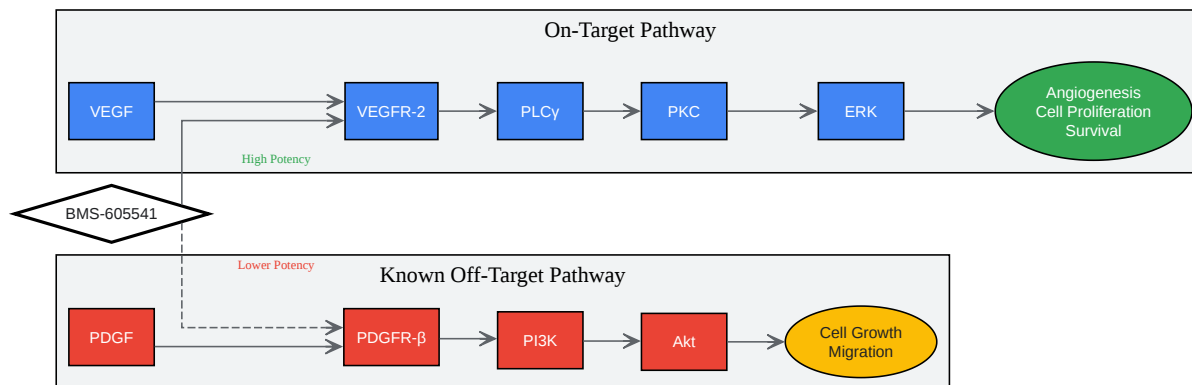 On-Target Pathway
VEGF
VEGFR-2
PLCγ
PKC
ERK
Angiogenesis
Cell Proliferation
Survival
High Potency
BMS-605541
Lower Potency
Known Off-Target Pathway
PDGF
PDGFR-β
PI3K
Akt
Cell Growth
Migration